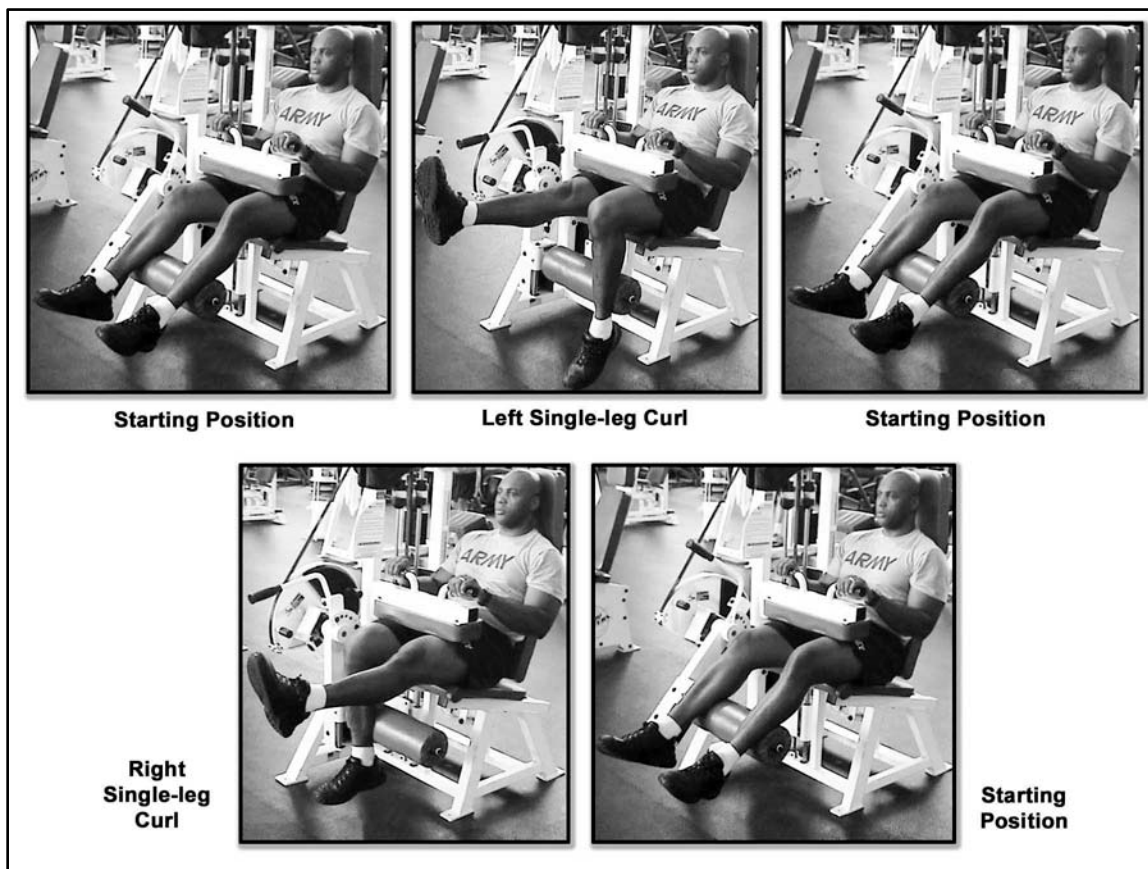 ARMY
ARMY
ARMY
Starting Position
Left Single-leg Curl
Starting Position
ARMY
ARMY
Right
Single-leg
Curl
Starting
Position